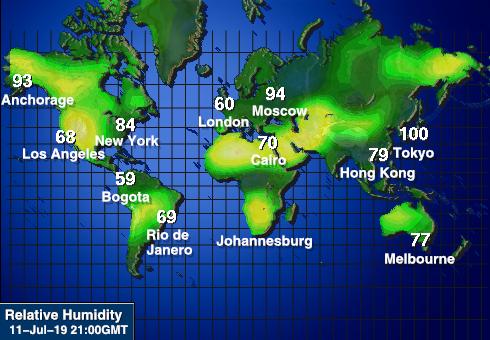 93
Anchorage
68
Los Angeles
84
New York
59
Bogota
69
Rio de
Janero
60
London
94
Moscow
70
Cairo
Johannesburg
100
Tokyo
79
Hong Kong
77
Melbourne
Relative Humidity
11-Jul-19 21:00GMT